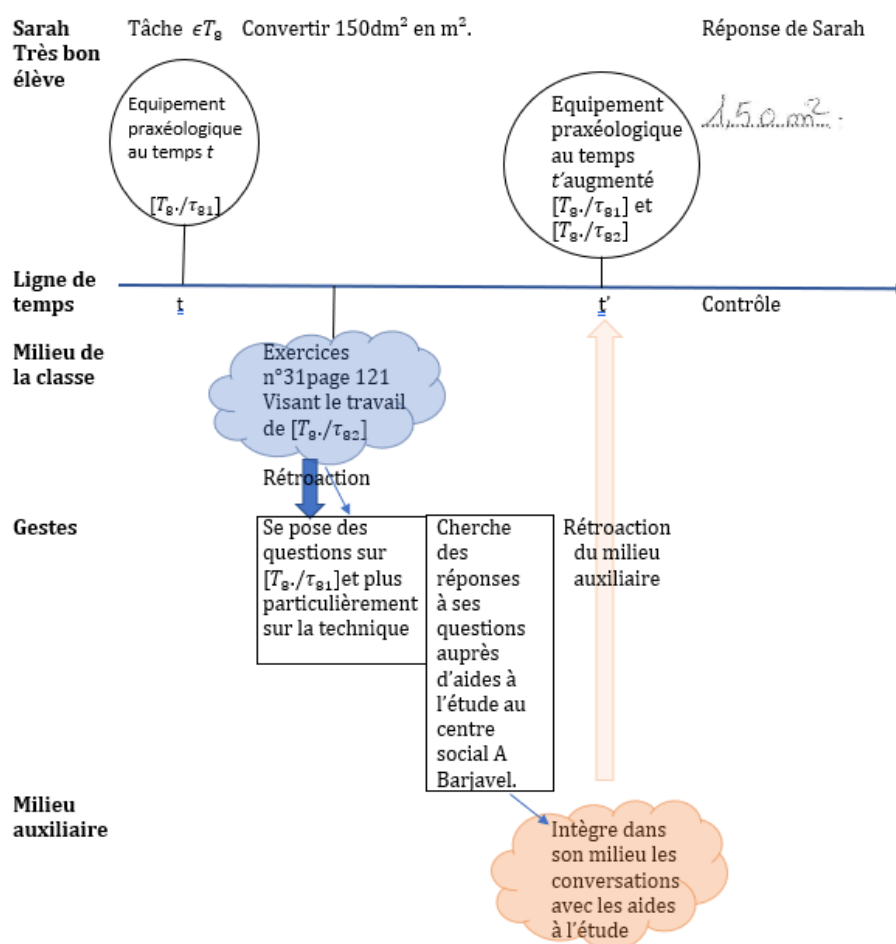 Sarah
Très bon
élève
Tâche ϵT₈ Convertir 150dm² en m².
Réponse de Sarah
Equipement
praxéologique
au temps t
[T₈./τ₈₁]
Equipement
praxéologique
au temps
t'augmenté
[T₈./τ₈₁] et
[T₈./τ₈₂]
1,50 m².
Ligne de
temps
t
t'
Contrôle
Milieu de
la classe
Exercices
n°31page 121
Visant le travail
de [T₈./τ₈₂]
Rétroaction
Gestes
Se pose des
questions sur
[T₈./τ₈₁]et plus
particulièrement
sur la technique
Cherche
des
réponses
à ses
questions
auprès
d'aides à
l'étude au
centre
social A
Barjavel.
Rétroaction
du milieu
auxiliaire
Milieu
auxiliaire
Intègre dans
son milieu les
conversations
avec les aides
à l'étude